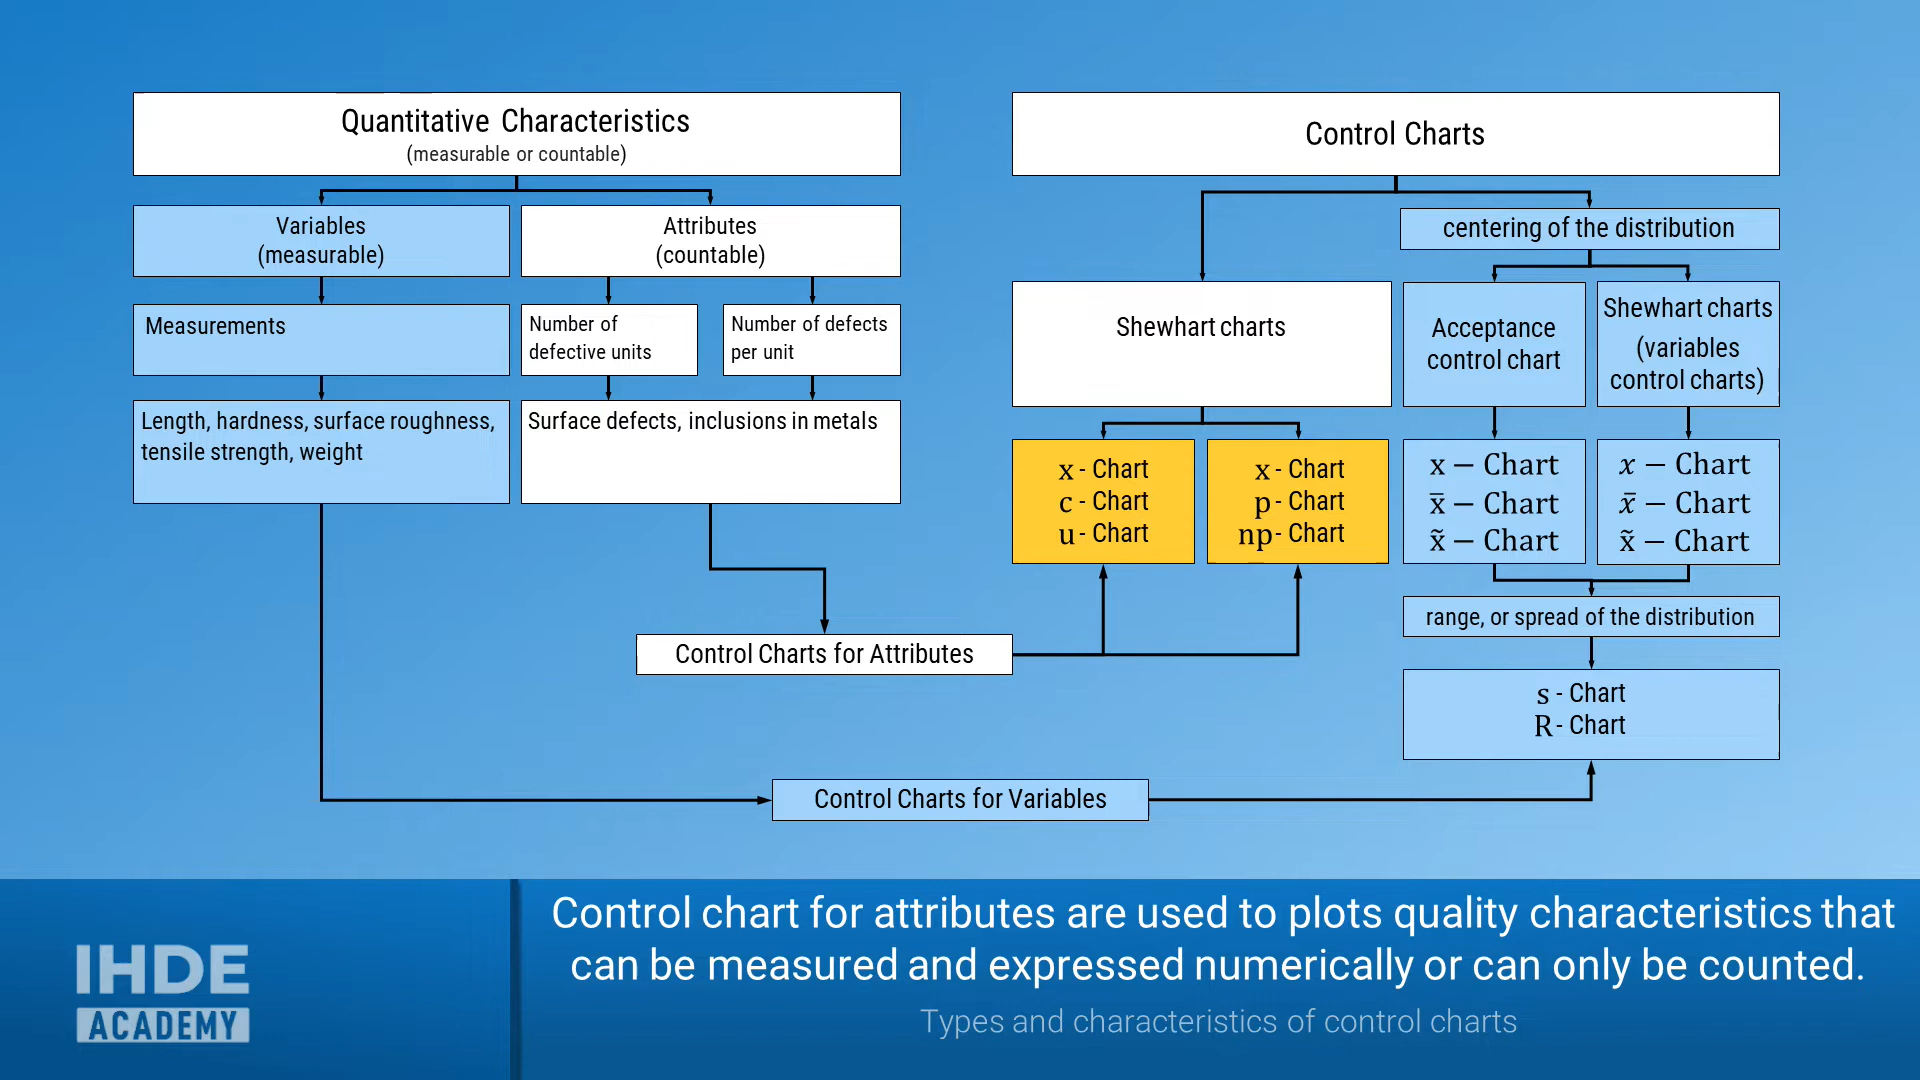 Quantitative Characteristics
(measurable or countable)
Variables
(measurable)
Attributes
(countable)
Measurements
Number of
defective units
Number of defects
per unit
Length, hardness, surface roughness,
tensile strength, weight
Surface defects, inclusions in metals
Control Charts
centering of the distribution
Shewhart charts
Acceptance
control chart
Shewhart charts
(variables
control charts)
x - Chart
c - Chart
u - Chart
x - Chart
p - Chart
np - Chart
x − Chart
x̄ − Chart
x̃ − Chart
x − Chart
x̄ − Chart
x̃ − Chart
range, or spread of the distribution
s - Chart
R - Chart
Control Charts for Attributes
Control Charts for Variables
Control chart for attributes are used to plots quality characteristics that
can be measured and expressed numerically or can only be counted.
Types and characteristics of control charts
IHDE
ACADEMY